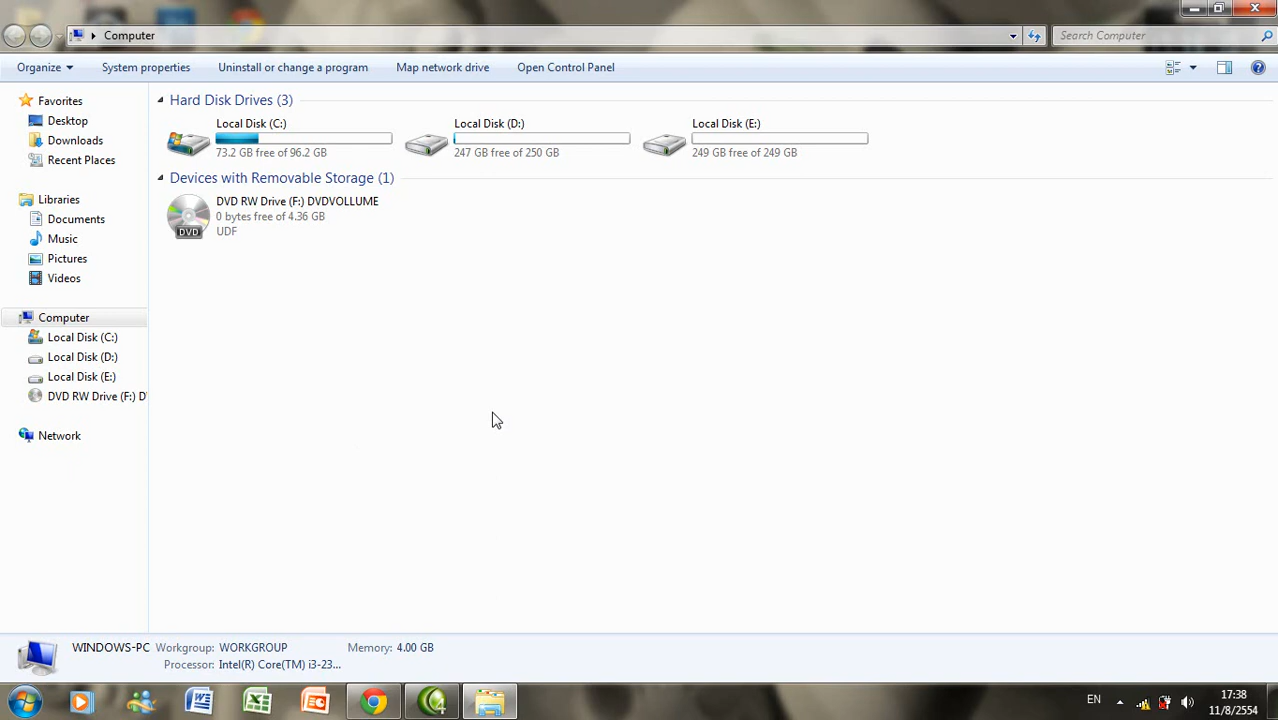 Computer
Search Computer
Organize
System properties
Uninstall or change a program
Map network drive
Open Control Panel
Favorites
Desktop
Downloads
Recent Places
Libraries
Documents
Music
Pictures
Videos
Computer
Local Disk (C:)
Local Disk (D:)
Local Disk (E:)
DVD RW Drive (F:) D
Network
Hard Disk Drives (3)
Local Disk (C:)
73.2 GB free of 96.2 GB
Local Disk (D:)
247 GB free of 250 GB
Local Disk (E:)
249 GB free of 249 GB
Devices with Removable Storage (1)
DVD RW Drive (F:) DVDVOLLUME
0 bytes free of 4.36 GB
UDF
DVD
WINDOWS-PC
Workgroup: WORKGROUP
Memory: 4.00 GB
Processor: Intel(R) Core(TM) i3-23...
EN
17:38
11/8/2554